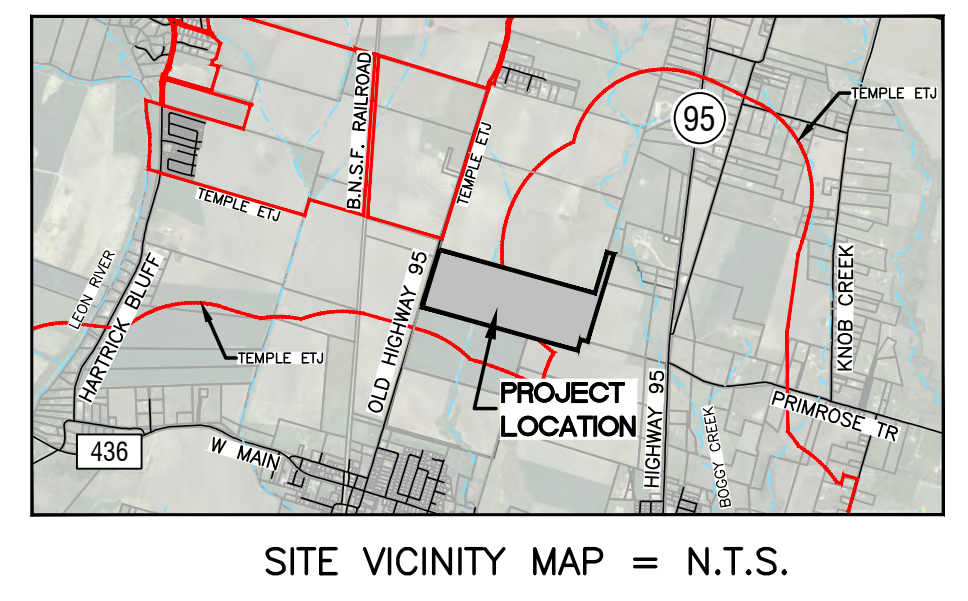 95
TEMPLE ETJ
B.N.S.F. RAILROAD
TEMPLE ETJ
TEMPLE ETJ
LEON RIVER
HARTRICK BLUFF
OLD HIGHWAY 95
KNOB CREEK
TEMPLE ETJ
PROJECT
LOCATION
HIGHWAY 95
BOGGY CREEK
PRIMROSE TR
436
W MAIN
SITE VICINITY MAP = N.T.S.